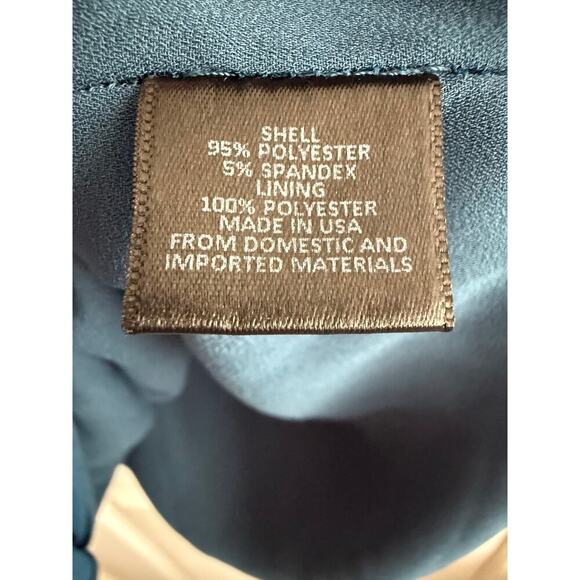 SHELL
95% POLYESTER
5% SPANDEX
LINING
100% POLYESTER
MADE IN USA
FROM DOMESTIC AND
IMPORTED MATERIALS